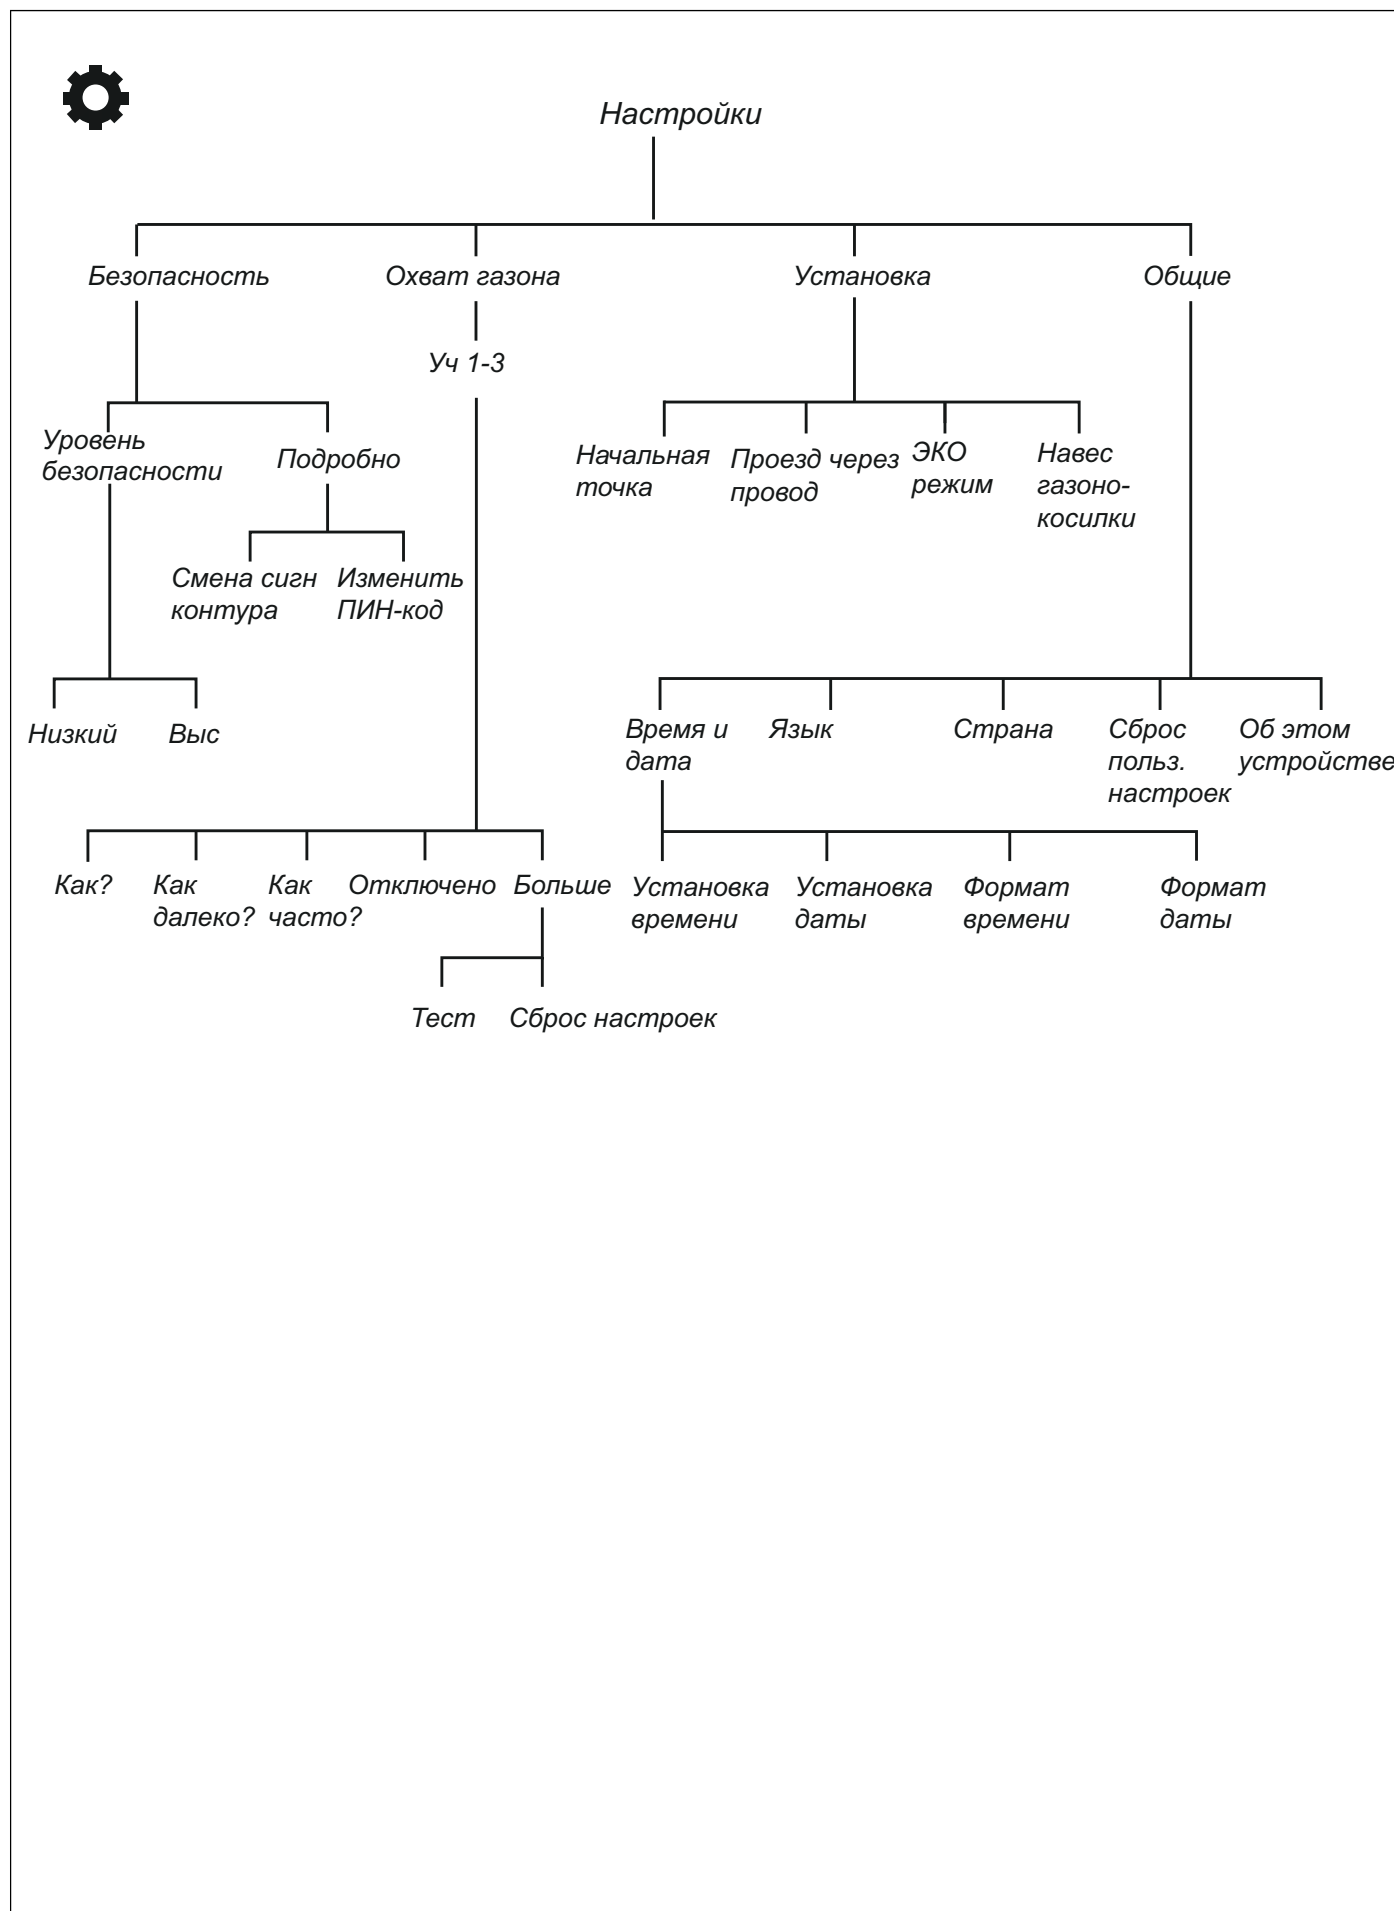 Настройки
Безопасность
Охват газона
Установка
Общие
Уч 1-3
Уровень
безопасности
Подробно
Начальная
точка
Проезд через
провод
ЭКО
режим
Навес
газоно-
косилки
Смена сигн
контура
Изменить
ПИН-код
Низкий
Выс
Время и
дата
Язык
Страна
Сброс
польз.
настроек
Об этом
устройстве
Как?
Как
далеко?
Как
часто?
Отключено
Больше
Установка
времени
Установка
даты
Формат
времени
Формат
даты
Тест
Сброс настроек